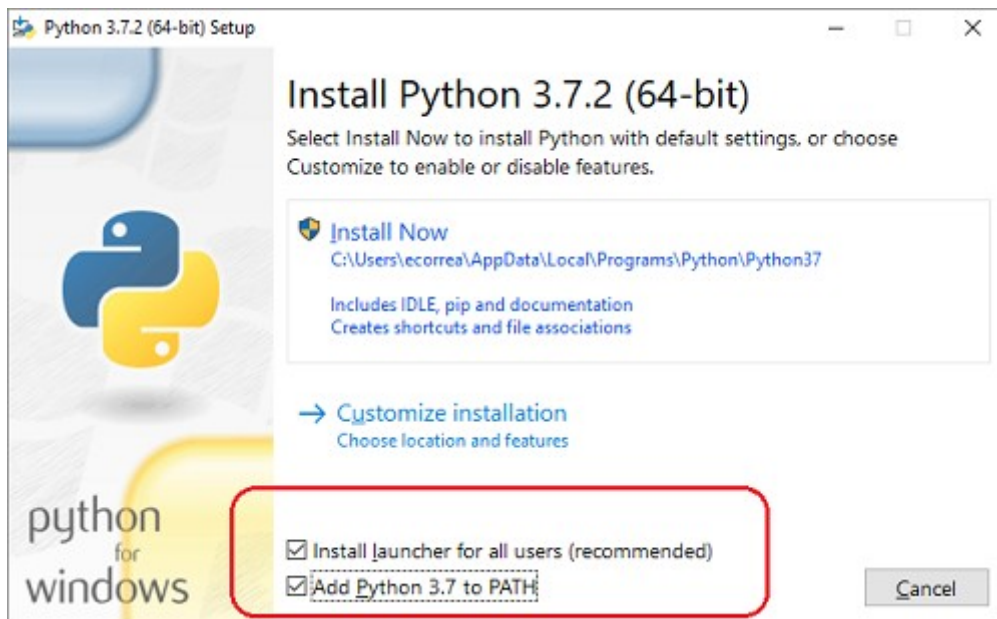 Python 3.7.2 (64-bit) Setup
Install Python 3.7.2 (64-bit)
Select Install Now to install Python with default settings, or choose
Customize to enable or disable features.
Install Now
C:\Users\ecorrea\AppData\Local\Programs\Python\Python37
Includes IDLE, pip and documentation
Creates shortcuts and file associations
Customize installation
Choose location and features
python
for
windows
Install launcher for all users (recommended)
Add Python 3.7 to PATH
Cancel